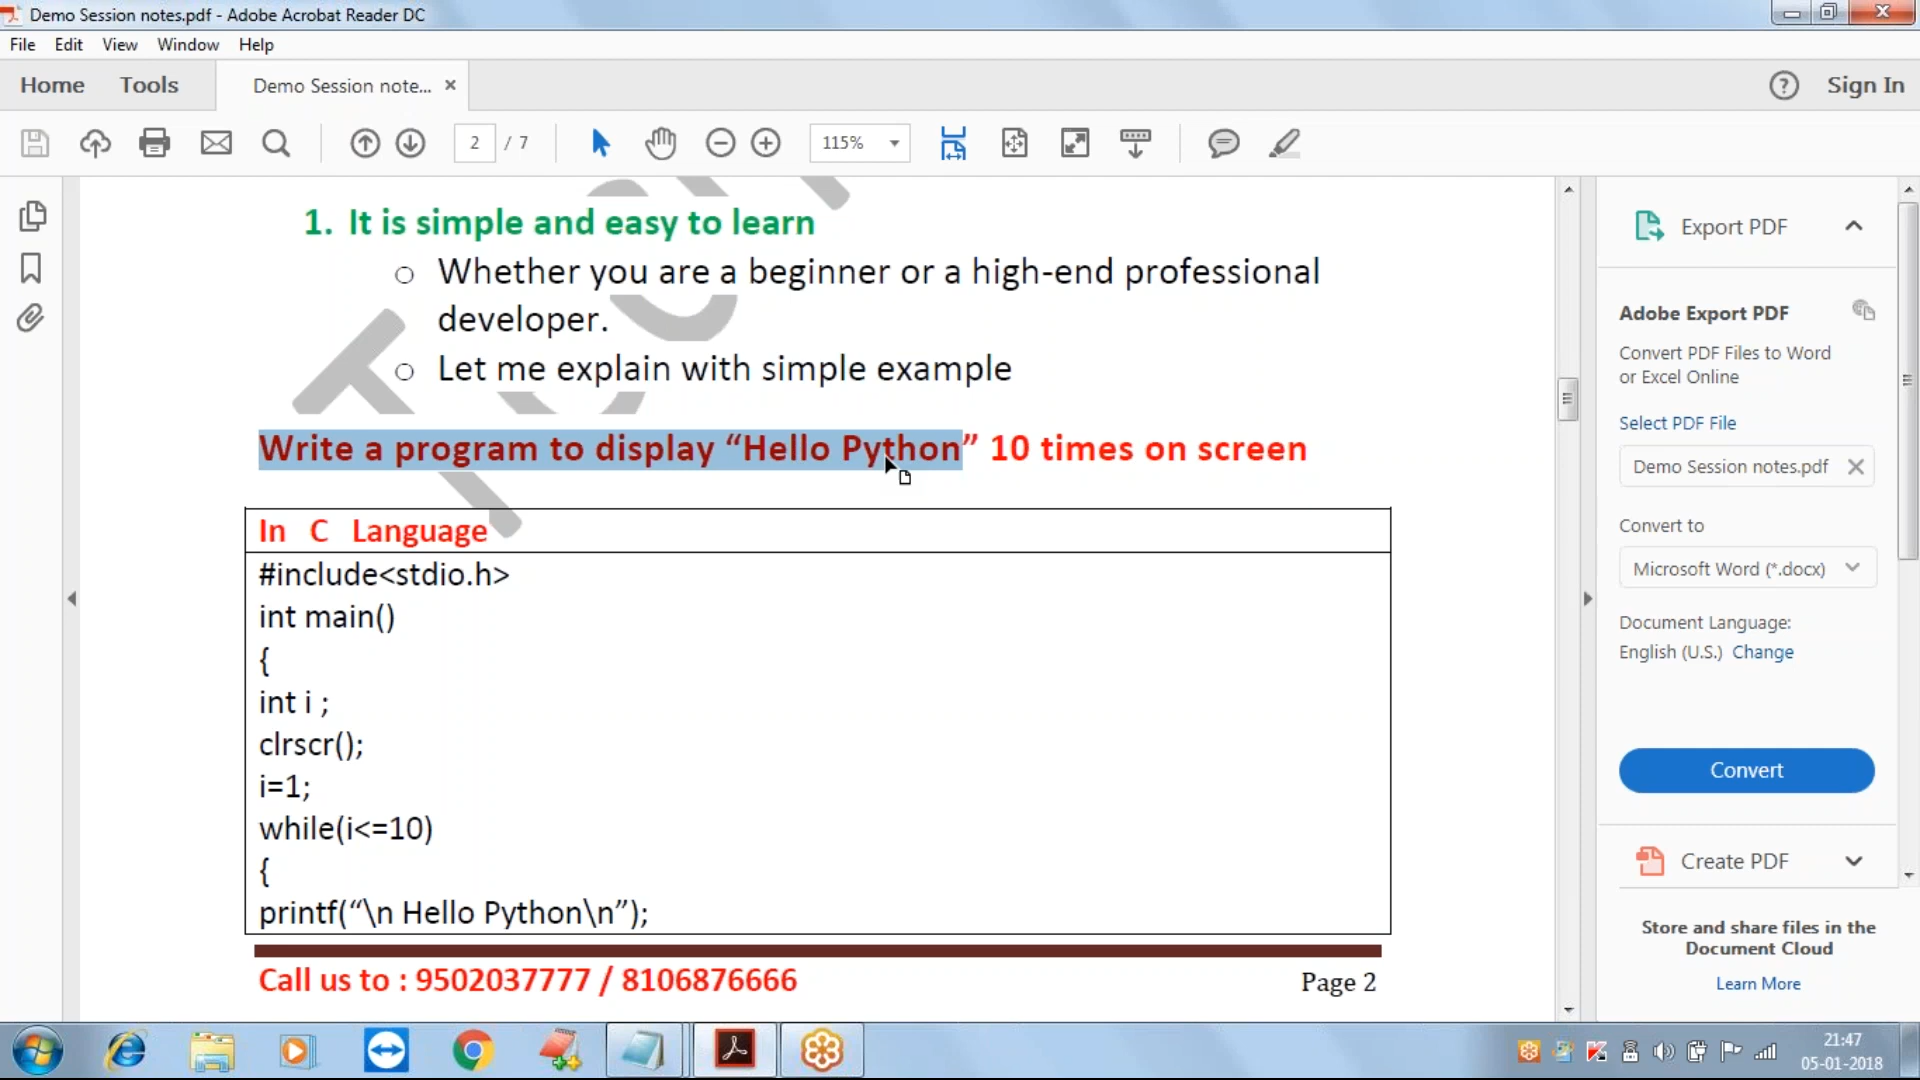 Demo Session notes.pdf - Adobe Acrobat Reader DC
File Edit View Window Help
Home Tools Demo Session note... Sign In
2 / 7 115%
1. It is simple and easy to learn
Whether you are a beginner or a high-end professional
developer.
Let me explain with simple example
Write a program to display “Hello Python” 10 times on screen
In C Language
#include<stdio.h>
int main()
{
int i ;
clrscr();
i=1;
while(i<=10)
{
printf(“\n Hello Python\n”);
Call us to : 9502037777 / 8106876666 Page 2
Export PDF
Adobe Export PDF
Convert PDF Files to Word
or Excel Online
Select PDF File
Demo Session notes.pdf
Convert to
Microsoft Word (*.docx)
Document Language:
English (U.S.) Change
Convert
Create PDF
Store and share files in the
Document Cloud
Learn More
21:47
05-01-2018